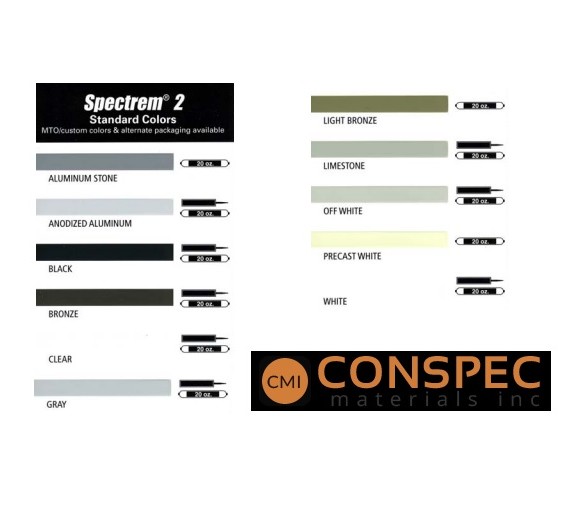 Spectrem® 2
Standard Colors
MTO/custom colors & alternate packaging available
20 oz.
ALUMINUM STONE
20 oz.
ANODIZED ALUMINUM
20 oz.
BLACK
20 oz.
BRONZE
20 oz.
CLEAR
20 oz.
GRAY
20 oz.
LIGHT BRONZE
20 oz.
LIMESTONE
20 oz.
OFF WHITE
20 oz.
PRECAST WHITE
20 oz.
WHITE
CMI CONSPEC
materials inc